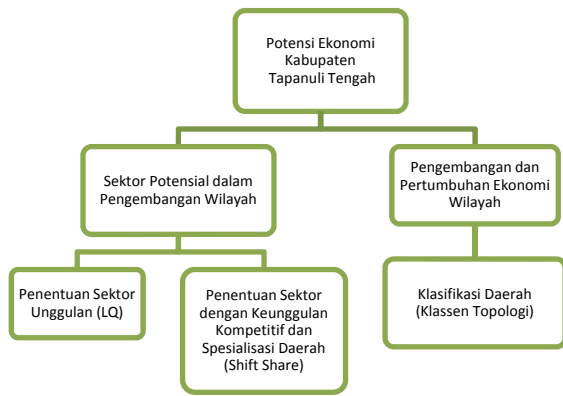 Potensi Ekonomi
Kabupaten
Tapanuli Tengah
Sektor Potensial dalam
Pengembangan Wilayah
Pengembangan dan
Pertumbuhan Ekonomi
Wilayah
Penentuan Sektor
Unggulan (LQ)
Penentuan Sektor
dengan Keunggulan
Kompetitif dan
Spesialisasi Daerah
(Shift Share)
Klasifikasi Daerah
(Klassen Topologi)